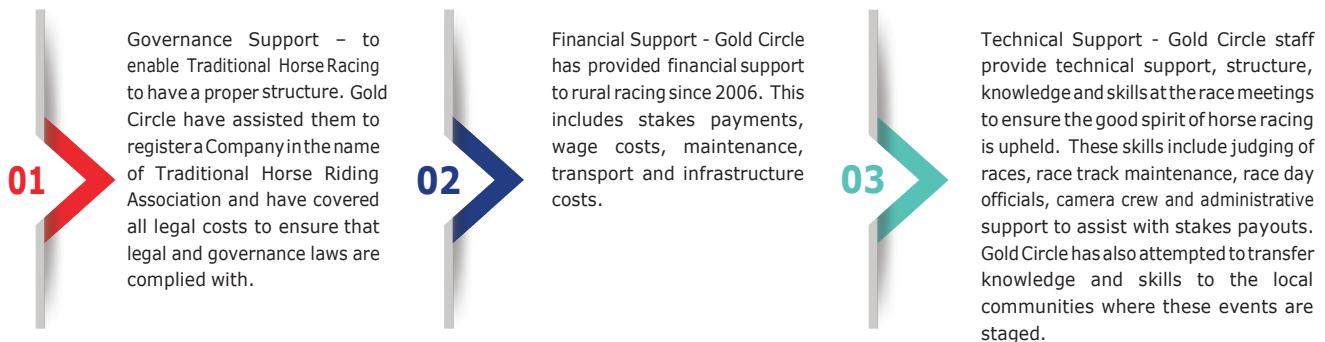 01
Governance Support – to
enable Traditional Horse Racing
to have a proper structure. Gold
Circle have assisted them to
register a Company in the name
of Traditional Horse Riding
Association and have covered
all legal costs to ensure that
legal and governance laws are
complied with.
02
Financial Support - Gold Circle
has provided financial support
to rural racing since 2006. This
includes stakes payments,
wage costs, maintenance,
transport and infrastructure
costs.
03
Technical Support - Gold Circle staff
provide technical support, structure,
knowledge and skills at the race meetings
to ensure the good spirit of horse racing
is upheld. These skills include judging of
races, race track maintenance, race day
officials, camera crew and administrative
support to assist with stakes payouts.
Gold Circle has also attempted to transfer
knowledge and skills to the local
communities where these events are
staged.